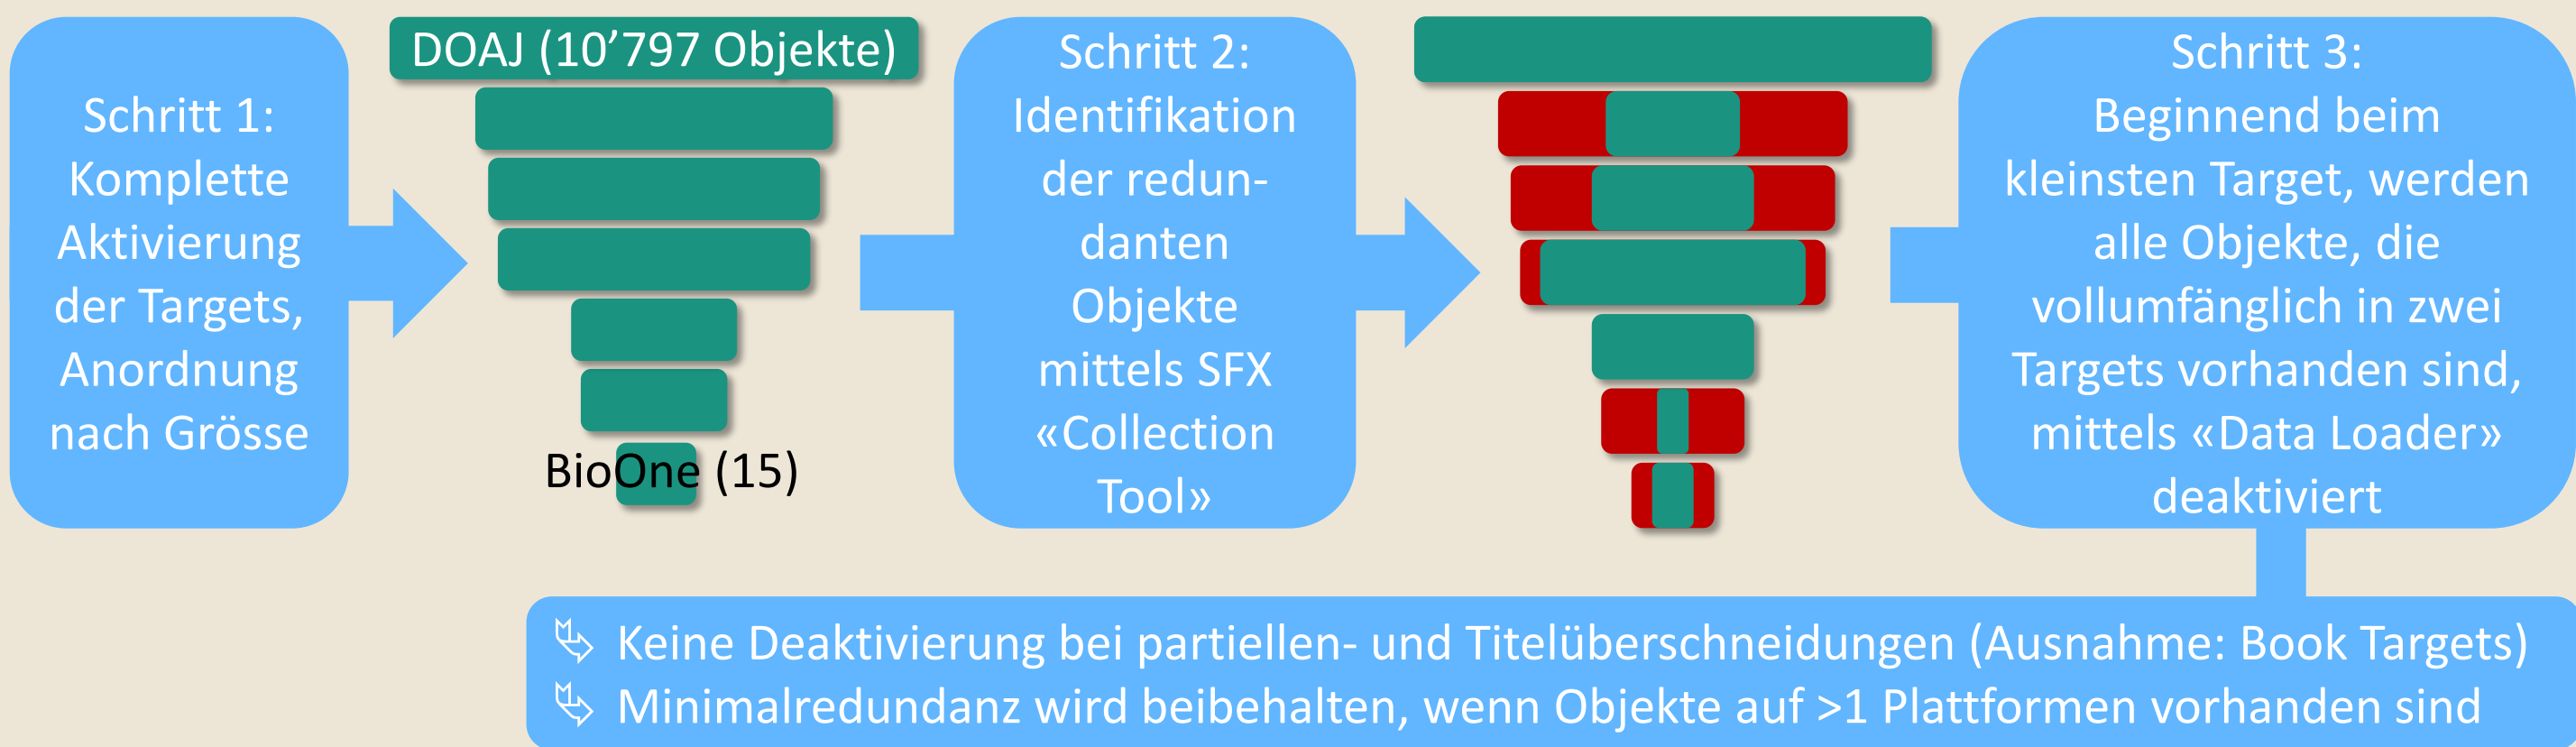 Schritt 1:
Komplette
Aktivierung
der Targets,
Anordnung
nach Grösse
DOAJ (10’797 Objekte)
BioOne (15)
Schritt 2:
Identifikation
der redun-
danten
Objekte
mittels SFX
«Collection
Tool»
Schritt 3:
Beginnend beim
kleinsten Target, werden
alle Objekte, die
vollumfänglich in zwei
Targets vorhanden sind,
mittels «Data Loader»
deaktiviert
Keine Deaktivierung bei partiellen- und Titelüberschneidungen (Ausnahme: Book Targets)
Minimalredundanz wird beibehalten, wenn Objekte auf >1 Plattformen vorhanden sind